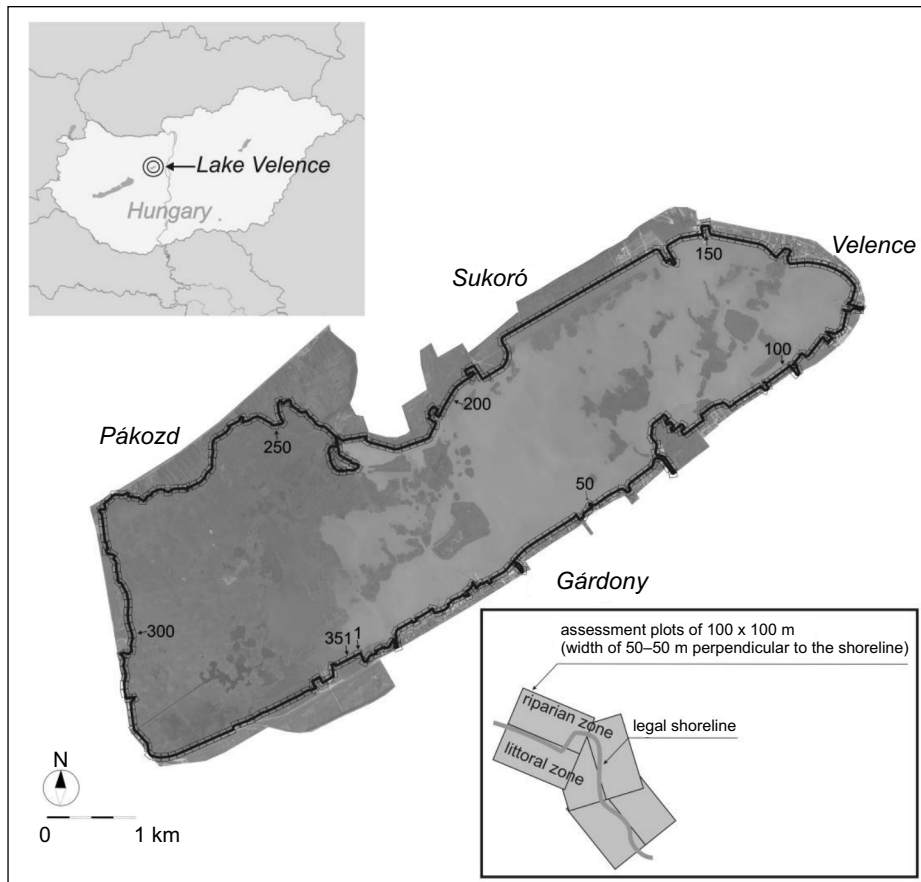 Lake Velence
Hungary
Velence
150
Sukoró
100
200
Pákozd
250
50
Gárdony
300
351 1
assessment plots of 100 x 100 m
(width of 50–50 m perpendicular to the shoreline)
riparian zone
legal shoreline
littoral zone
N
0 1 km